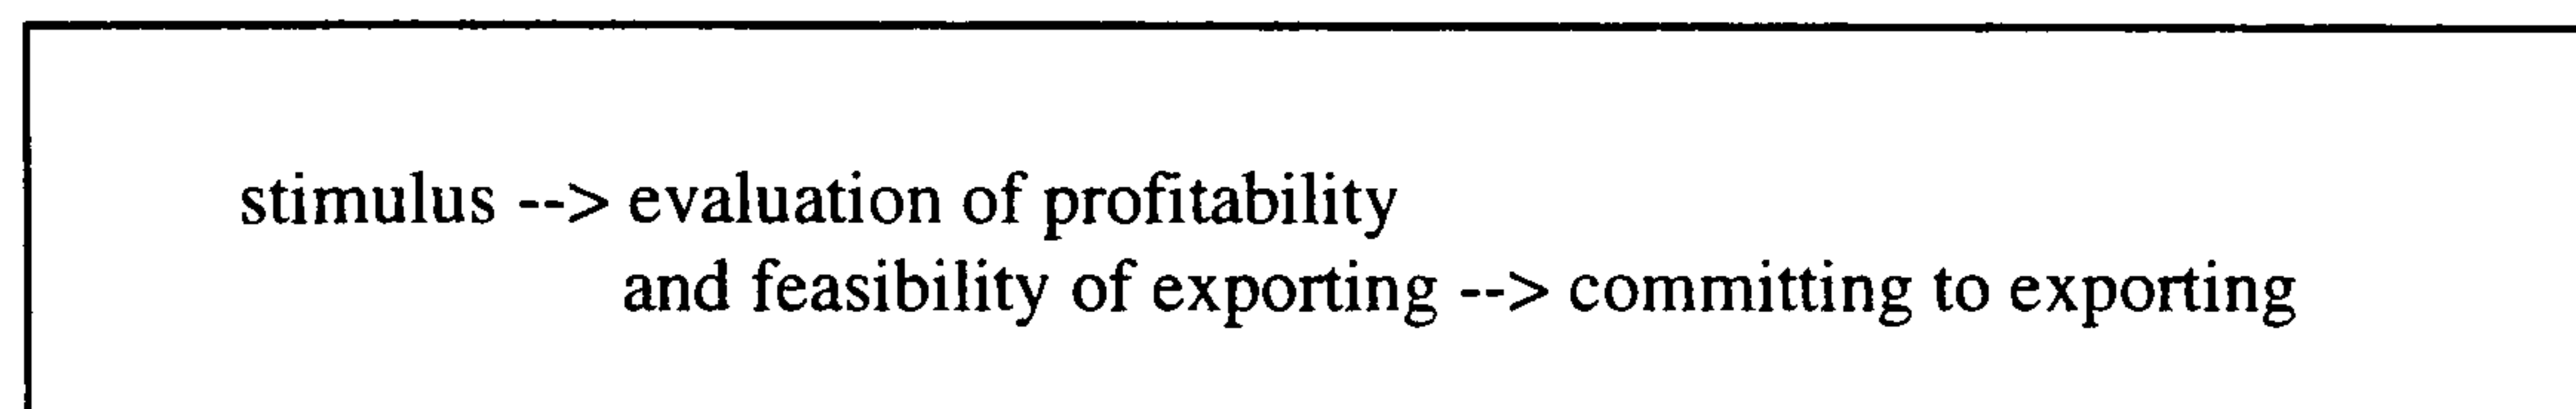 stimulus --> evaluation of profitability
and feasibility of exporting --> committing to exporting